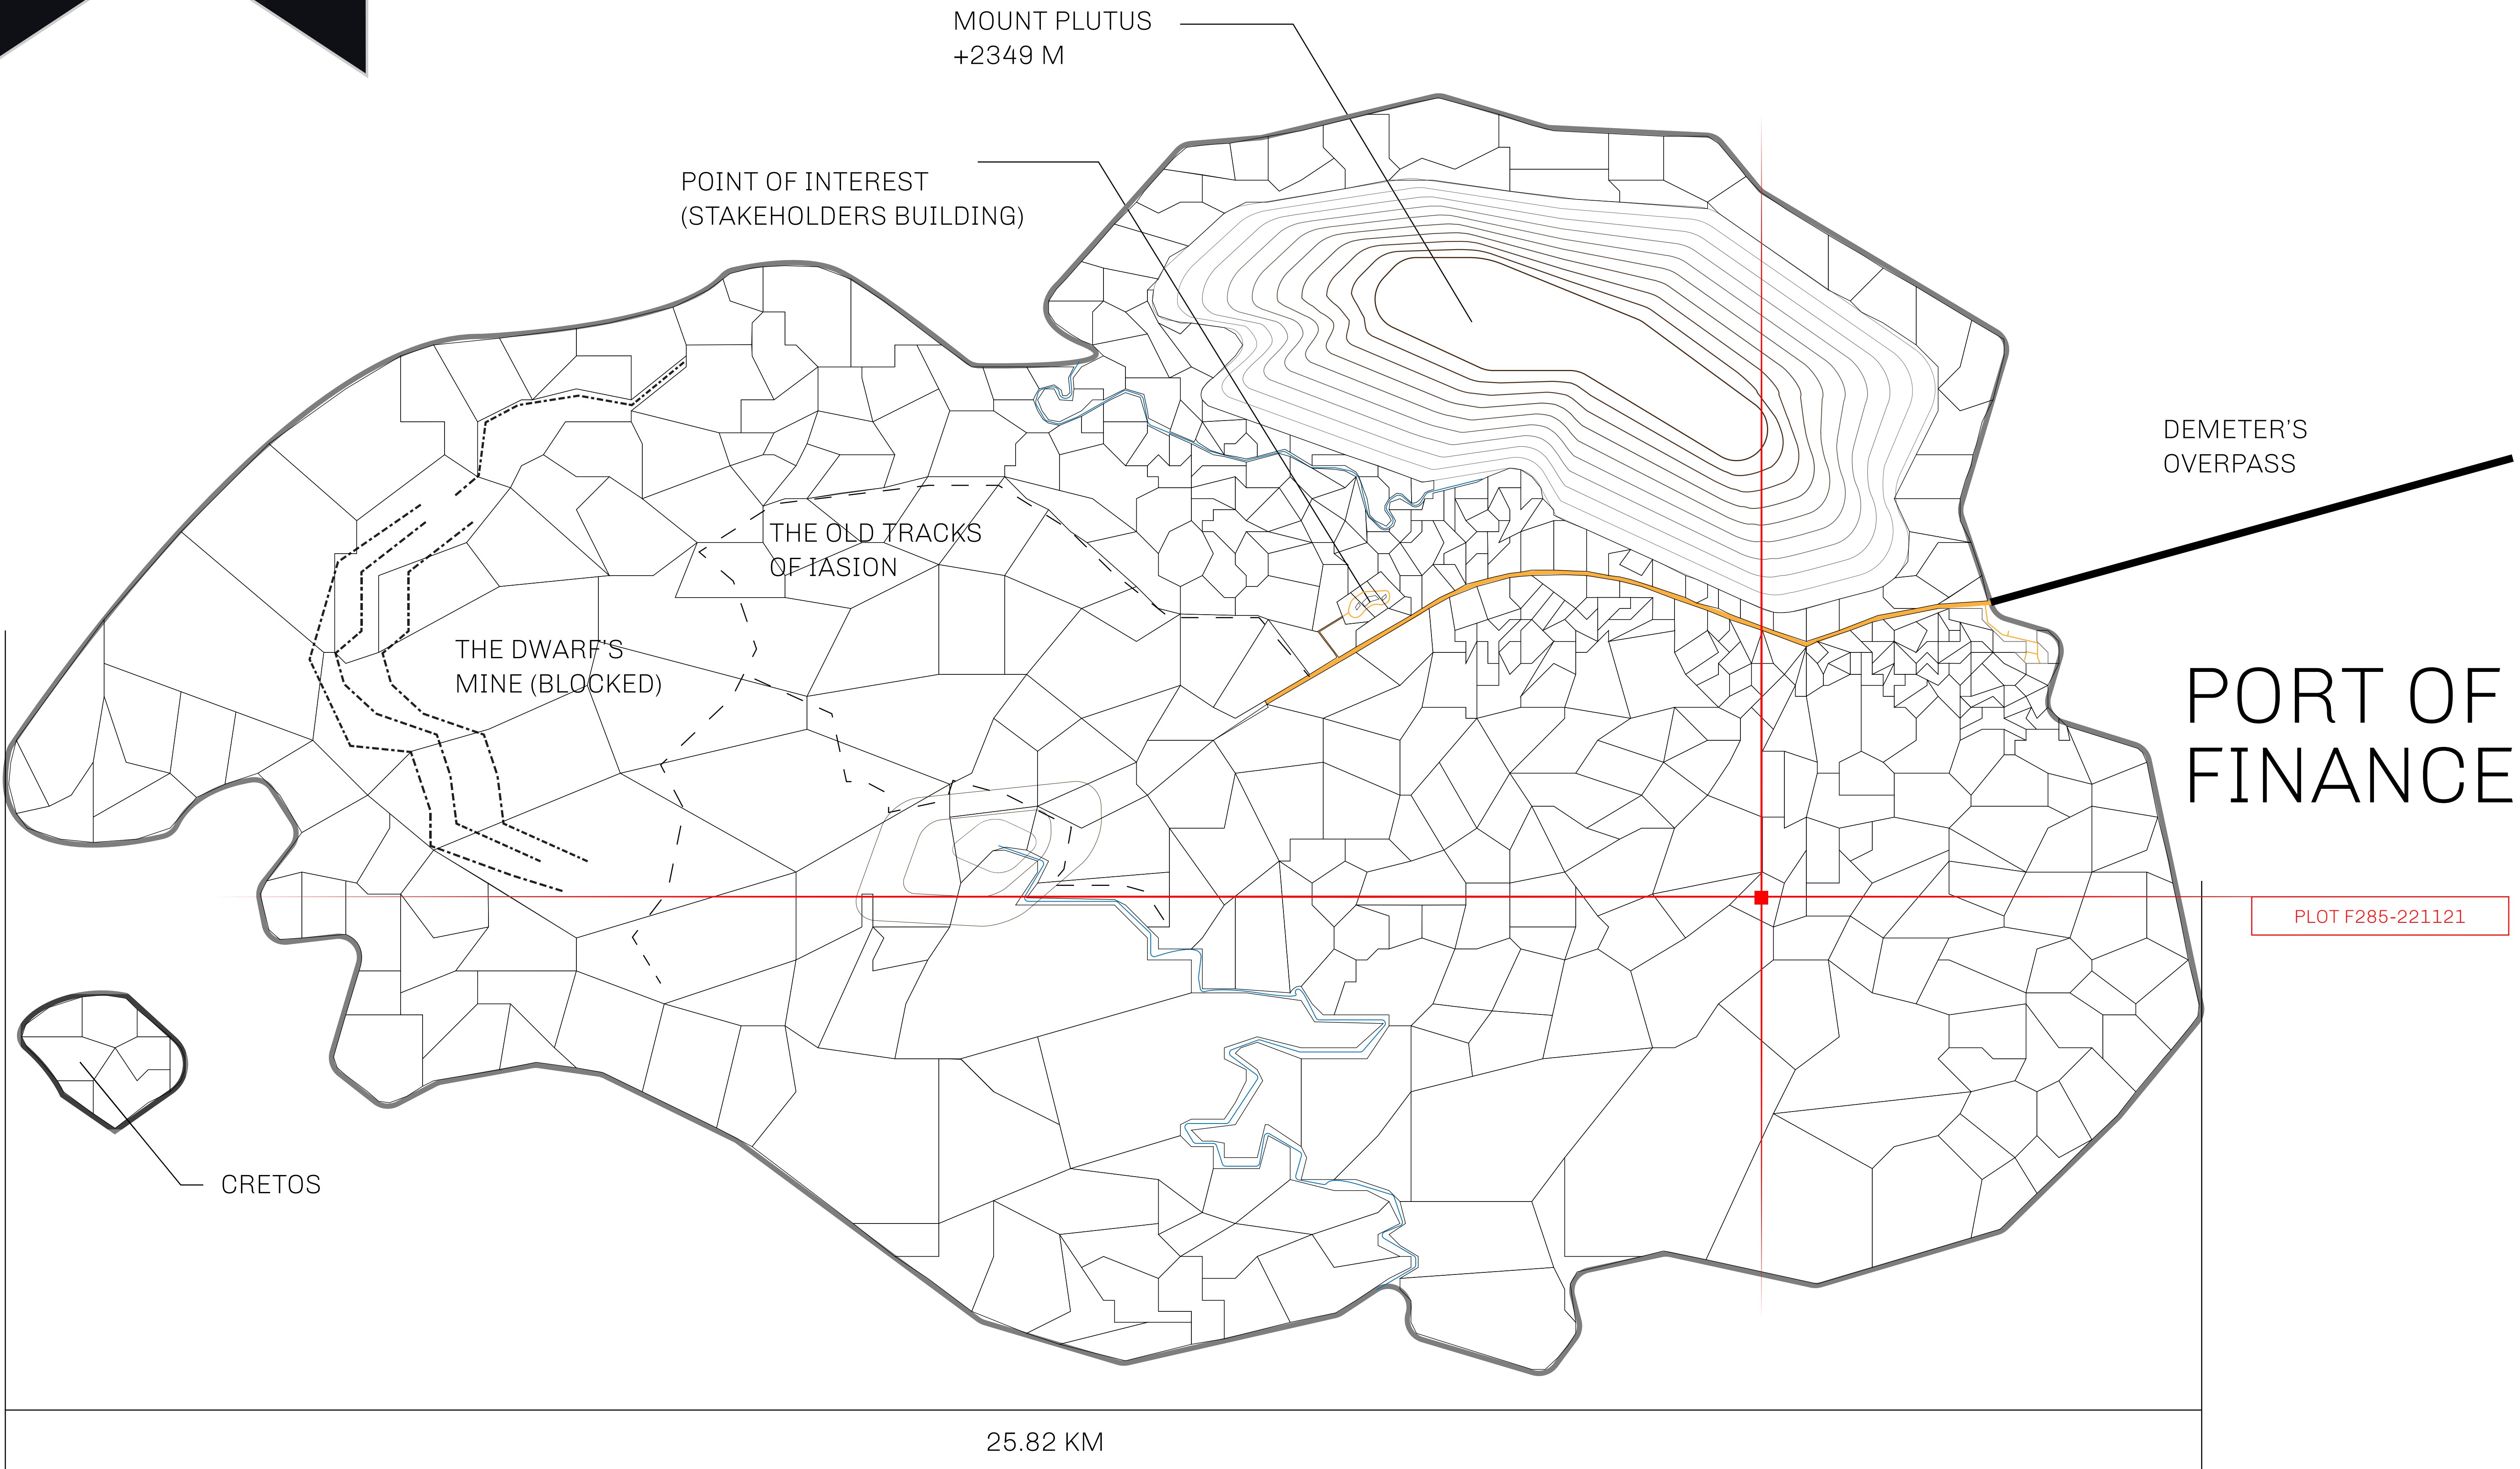 MOUNT PLUTUS
+2349 M
POINT OF INTEREST
(STAKEHOLDERS BUILDING)
DEMETER'S
OVERPASS
THE OLD TRACKS
OF IASION
THE DWARF'S
MINE (BLOCKED)
PORT OF
FINANCE
PLOT F285-221121
CRETOS
25.82 KM